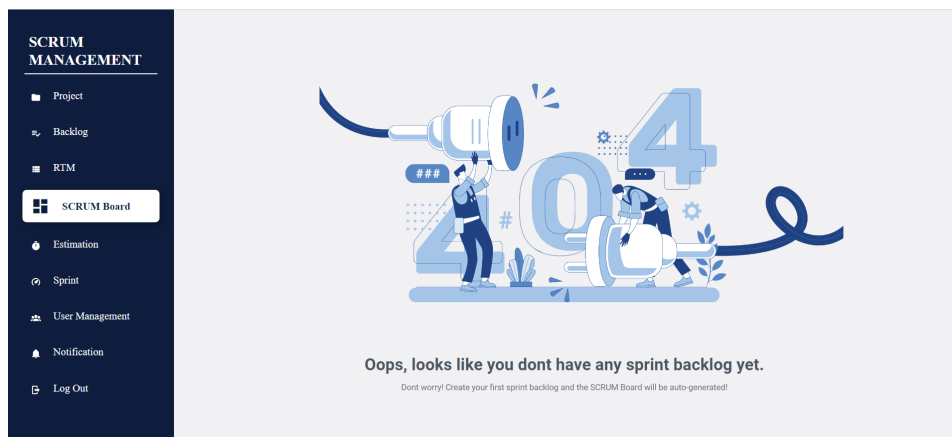 SCRUM
MANAGEMENT
Project
Backlog
RTM
SCRUM Board
Estimation
Sprint
User Management
Notification
Log Out
###
#
404
Oops, looks like you dont have any sprint backlog yet.
Dont worry! Create your first sprint backlog and the SCRUM Board will be auto-generated!